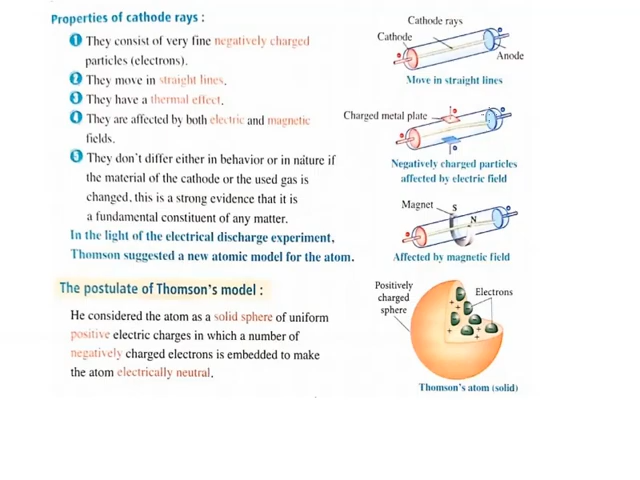 Properties of cathode rays :
1 They consist of very fine negatively charged
particles (electrons).
2 They move in straight lines.
3 They have a thermal effect.
4 They are affected by both electric and magnetic
fields.
5 They don't differ either in behavior or in nature if
the material of the cathode or the used gas is
changed, this is a strong evidence that it is
a fundamental constituent of any matter.
In the light of the electrical discharge experiment,
Thomson suggested a new atomic model for the atom.
The postulate of Thomson's model :
He considered the atom as a solid sphere of uniform
positive electric charges in which a number of
negatively charged electrons is embedded to make
the atom electrically neutral.
Cathode rays
Cathode
Anode
Move in straight lines
Charged metal plate
Negatively charged particles
affected by electric field
Magnet
S
N
Affected by magnetic field
Positively
charged
sphere
Electrons
Thomson's atom (solid)